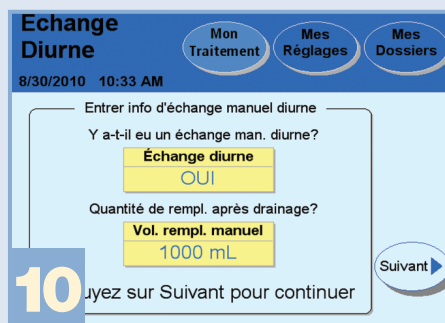 Echange
Diurne
Mon
Traitement
Mes
Réglages
Mes
Dossiers
8/30/2010 10:33 AM
Entrer info d'échange manuel diurne
Y a-t-il eu un échange man. diurne?
Échange diurne
OUI
Quantité de rempl. après drainage?
Vol. rempl. manuel
1000 mL
Suivant
10
uyez sur Suivant pour continuer